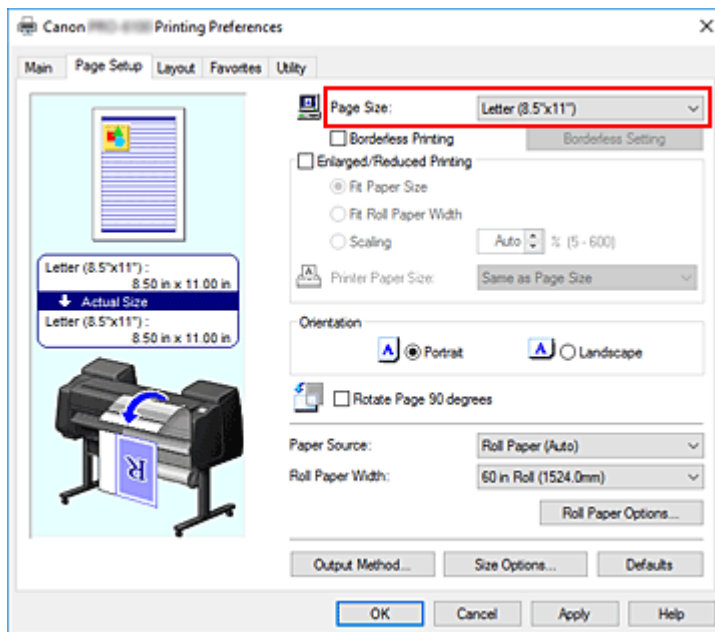 Canon Printing Preferences
Main Page Setup Layout Favorites Utility
Page Size: Letter (8.5"x11")
Borderless Printing Borderless Setting
Enlarged/Reduced Printing
Fit Paper Size
Fit Roll Paper Width
Scaling Auto % (5 - 600)
Printer Paper Size: Same as Page Size
Letter (8.5"x11") :
8.50 in x 11.00 in
Actual Size
Letter (8.5"x11") :
8.50 in x 11.00 in
Orientation
A Portrait A Landscape
Rotate Page 90 degrees
Paper Source: Roll Paper (Auto)
Roll Paper Width: 60 in Roll (1524.0mm)
Roll Paper Options...
R
Output Method... Size Options... Defaults
OK Cancel Apply Help